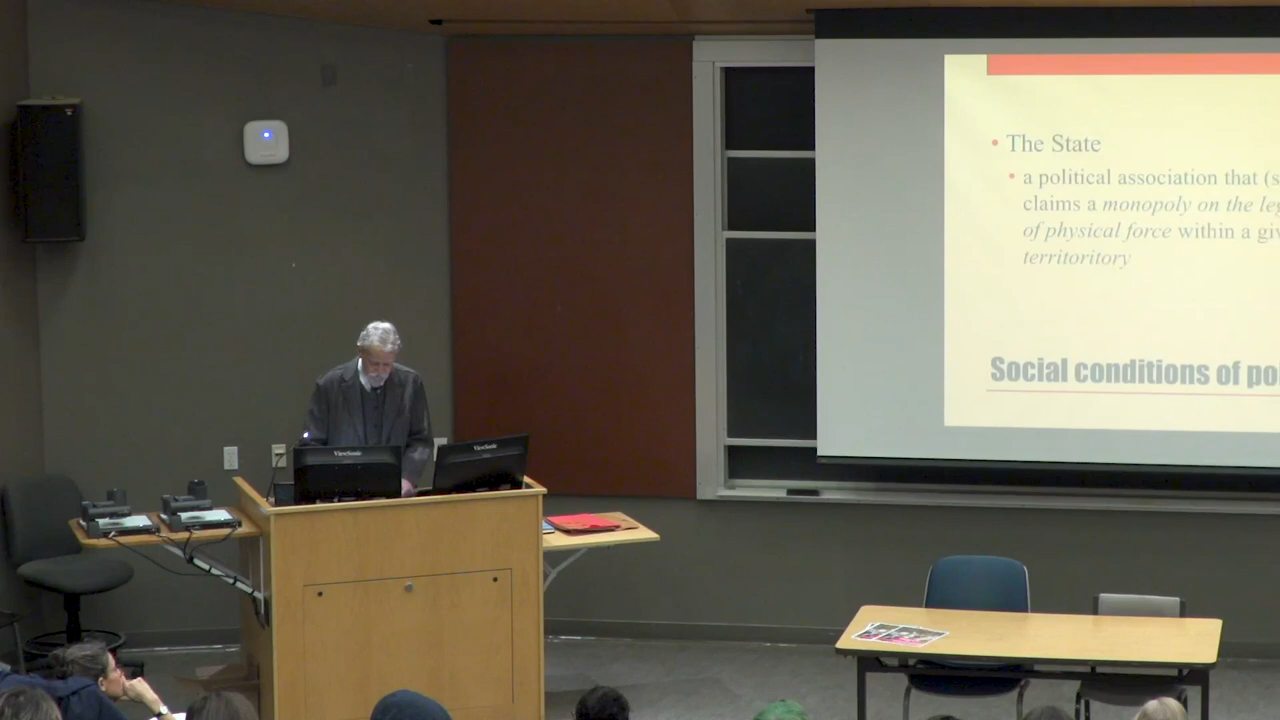 • The State
• a political association that (s
claims a monopoly on the leg
of physical force within a giv
territoritory
Social conditions of po
ViewSonic
ViewSonic